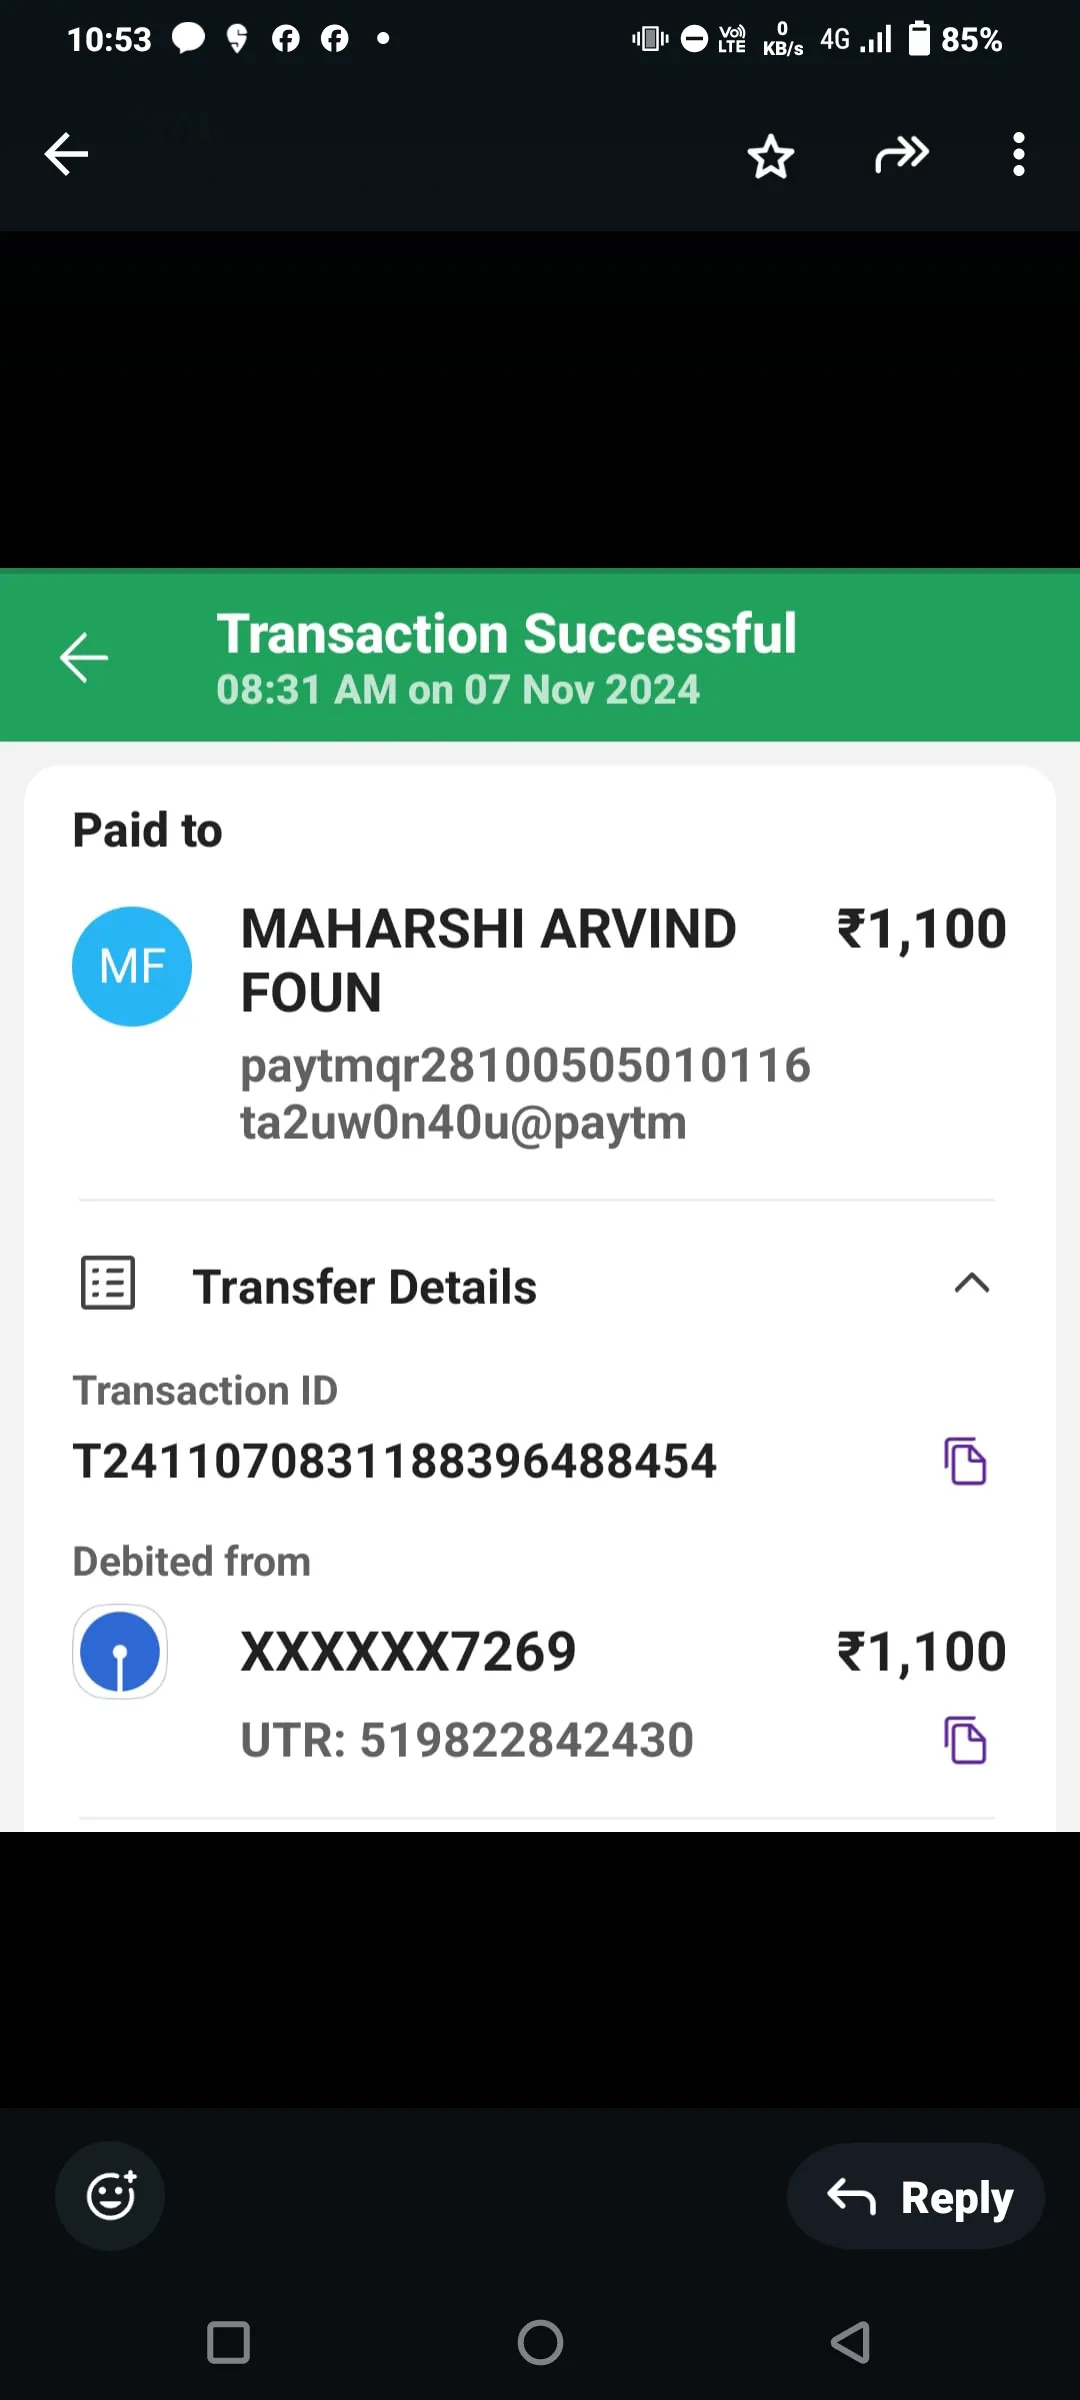 10:53
Vo)) LTE
0 KB/s
4G
85%
Transaction Successful
08:31 AM on 07 Nov 2024
Paid to
MF
MAHARSHI ARVIND
FOUN
₹1,100
paytmqr28100505010116
ta2uw0n40u@paytm
Transfer Details
Transaction ID
T2411070831188396488454
Debited from
XXXXXX7269
₹1,100
UTR: 519822842430
Reply